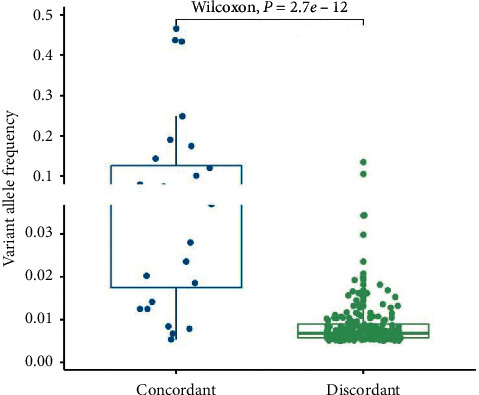 Wilcoxon, P = 2.7e – 12
Variant allele frequency
0.5
0.4
0.3
0.2
0.1
0.03
0.02
0.01
0.00
Concordant
Discordant